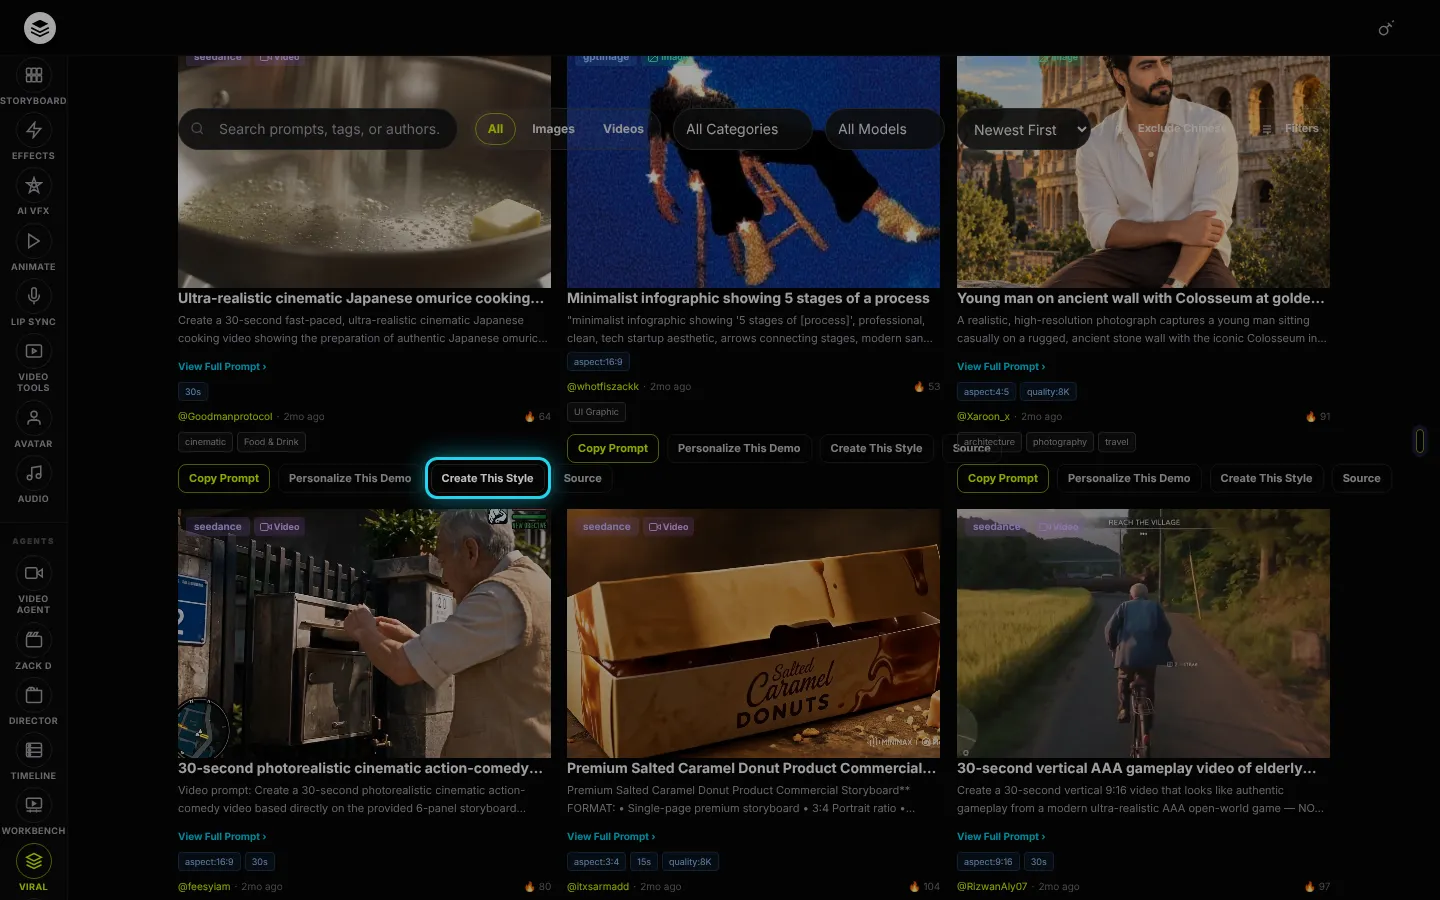 STORYBOARD
EFFECTS
AI VFX
ANIMATE
LIP SYNC
VIDEO
TOOLS
AVATAR
AUDIO
AGENTS
VIDEO
AGENT
ZACK D
DIRECTOR
TIMELINE
WORKBENCH
VIRAL
seedance Video
gptimage Image
Image
Search prompts, tags, or authors.
All Images Videos
All Categories
All Models
Newest First
Exclude Chinese
Filters
Ultra-realistic cinematic Japanese omurice cooking...
Create a 30-second fast-paced, ultra-realistic cinematic Japanese
cooking video showing the preparation of authentic Japanese omuric...
View Full Prompt ›
30s
@Goodmanprotocol · 2mo ago
64
cinematic Food & Drink
Copy Prompt Personalize This Demo Create This Style Source
Minimalist infographic showing 5 stages of a process
"minimalist infographic showing '5 stages of [process]', professional,
clean, tech startup aesthetic, arrows connecting stages, modern san...
aspect:16:9
@whotfiszackk · 2mo ago
53
UI Graphic
Copy Prompt Personalize This Demo Create This Style Source
Young man on ancient wall with Colosseum at golde...
A realistic, high-resolution photograph captures a young man sitting
casually on a rugged, ancient stone wall with the iconic Colosseum in...
View Full Prompt ›
aspect:4:5 quality:8K
@Xaroon_x · 2mo ago
91
architecture photography travel
Copy Prompt Personalize This Demo Create This Style Source
seedance Video
20
2
30-second photorealistic cinematic action-comedy...
Video prompt: Create a 30-second photorealistic cinematic action-
comedy video based directly on the provided 6-panel storyboard...
View Full Prompt ›
aspect:16:9 30s
@feesyiam · 2mo ago
80
seedance Video
Salted
Caramel
DONUTS
MINIMAX
Premium Salted Caramel Donut Product Commercial...
Premium Salted Caramel Donut Product Commercial Storyboard**
FORMAT: • Single-page premium storyboard • 3:4 Portrait ratio •...
View Full Prompt ›
aspect:3:4 15s quality:8K
@itxsarmadd · 2mo ago
104
seedance Video
REACH THE VILLAGE
30-second vertical AAA gameplay video of elderly...
Create a 30-second vertical 9:16 video that looks like authentic
gameplay from a modern ultra-realistic AAA open-world game — NO...
View Full Prompt ›
aspect:9:16 30s
@RizwanAly07 · 2mo ago
97